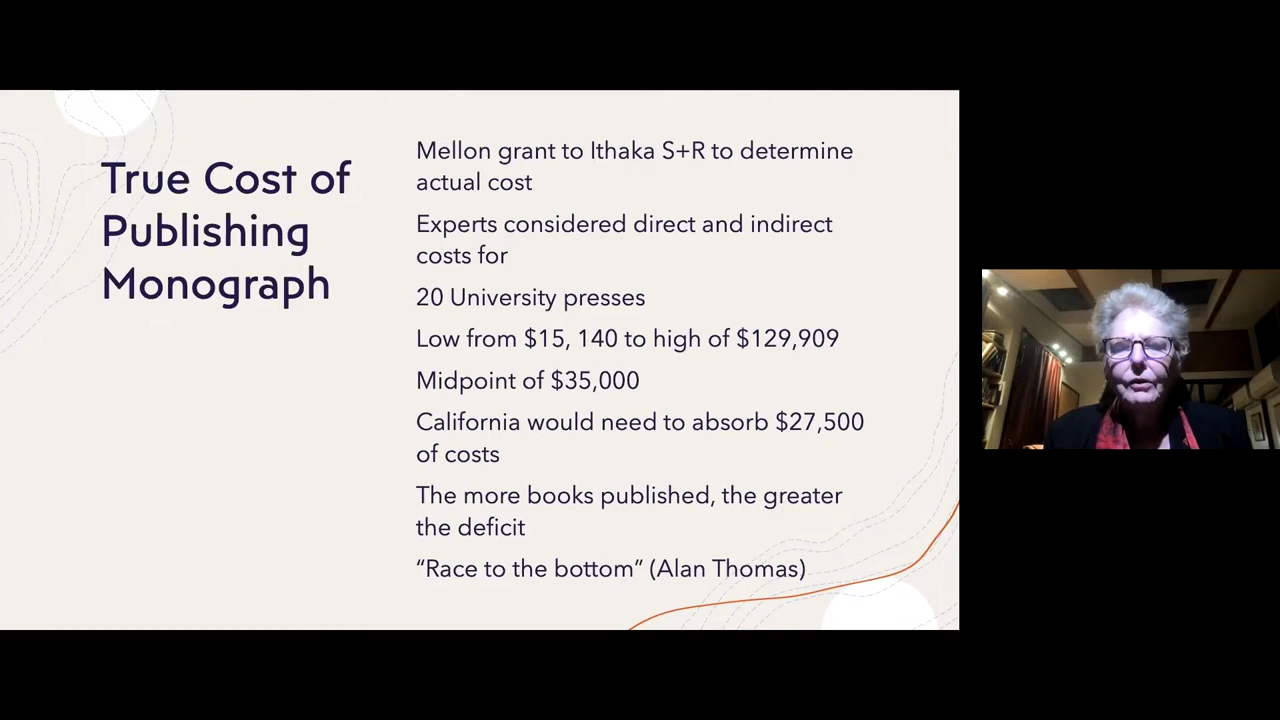 True Cost of
Publishing
Monograph
Mellon grant to Ithaka S+R to determine
actual cost
Experts considered direct and indirect
costs for
20 University presses
Low from $15, 140 to high of $129,909
Midpoint of $35,000
California would need to absorb $27,500
of costs
The more books published, the greater
the deficit
“Race to the bottom” (Alan Thomas)